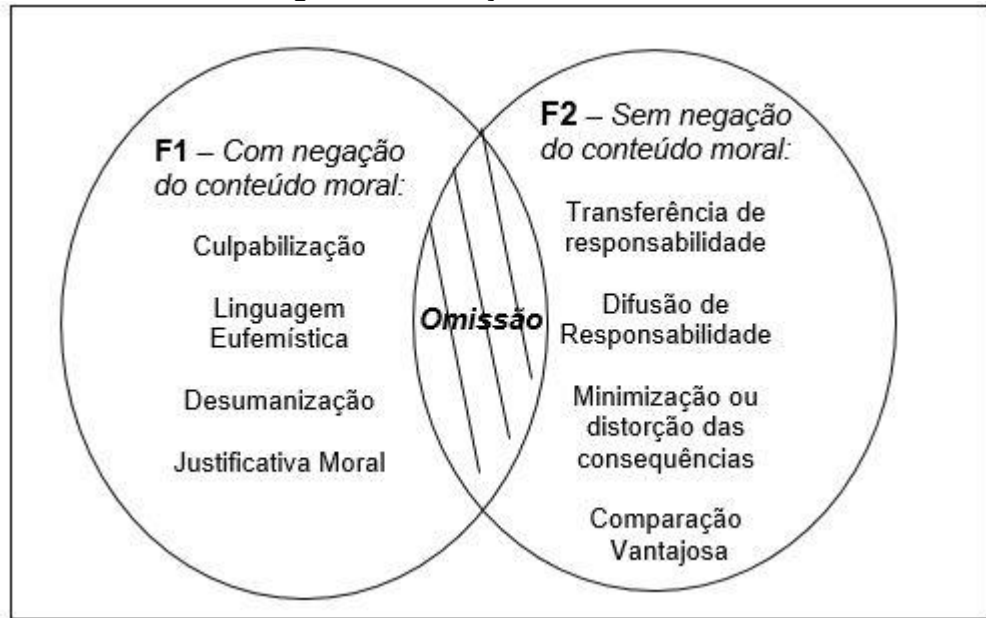 F1 – Com negação
do conteúdo moral:
Culpabilização
Linguagem
Eufemística
Desumanização
Justificativa Moral
Omissão
F2 – Sem negação
do conteúdo moral:
Transferência de
responsabilidade
Difusão de
Responsabilidade
Minimização ou
distorção das
consequências
Comparação
Vantajosa